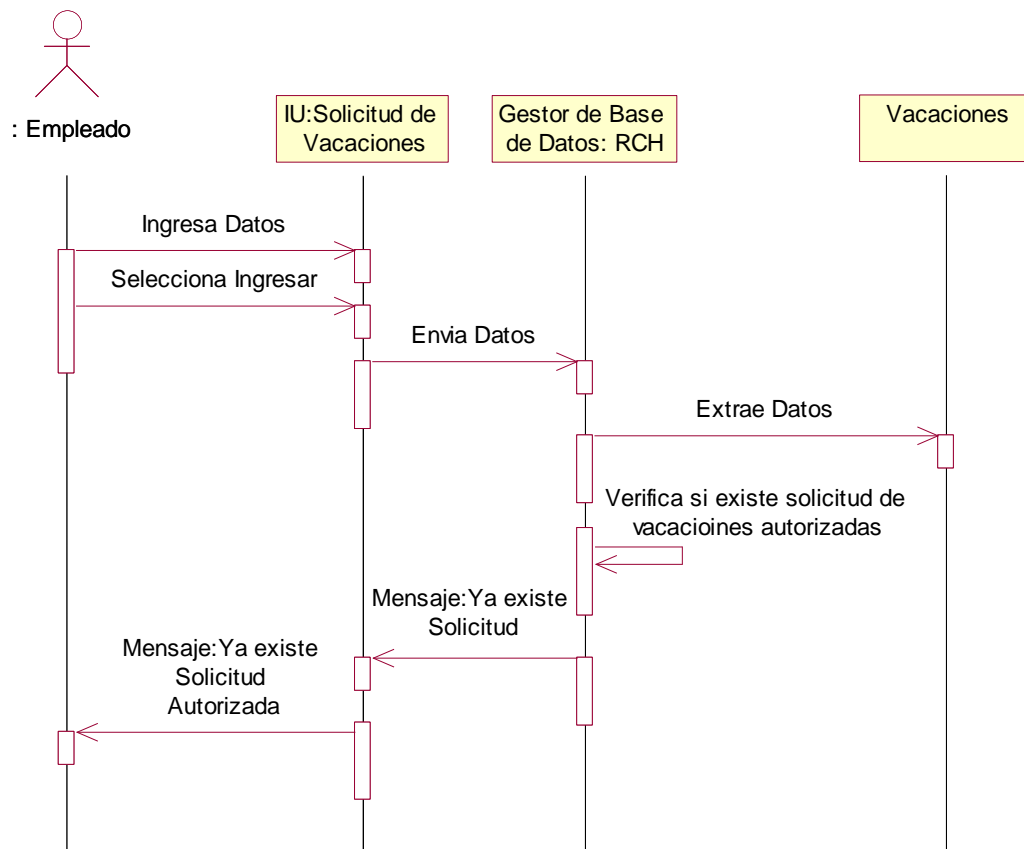 : Empleado
IU:Solicitud de
Vacaciones
Gestor de Base
de Datos: RCH
Vacaciones
Ingresa Datos
Selecciona Ingresar
Envia Datos
Extrae Datos
Verifica si existe solicitud de
vacacioines autorizadas
Mensaje:Ya existe
Solicitud
Mensaje:Ya existe
Solicitud
Autorizada